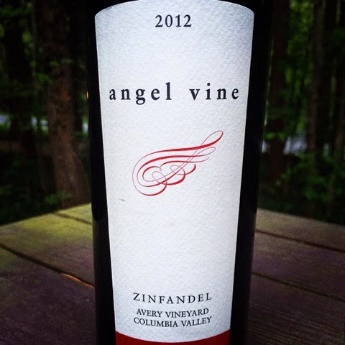 2012
angel vine
ZINFANDEL
AVERY VINEYARD
COLUMBIA VALLEY